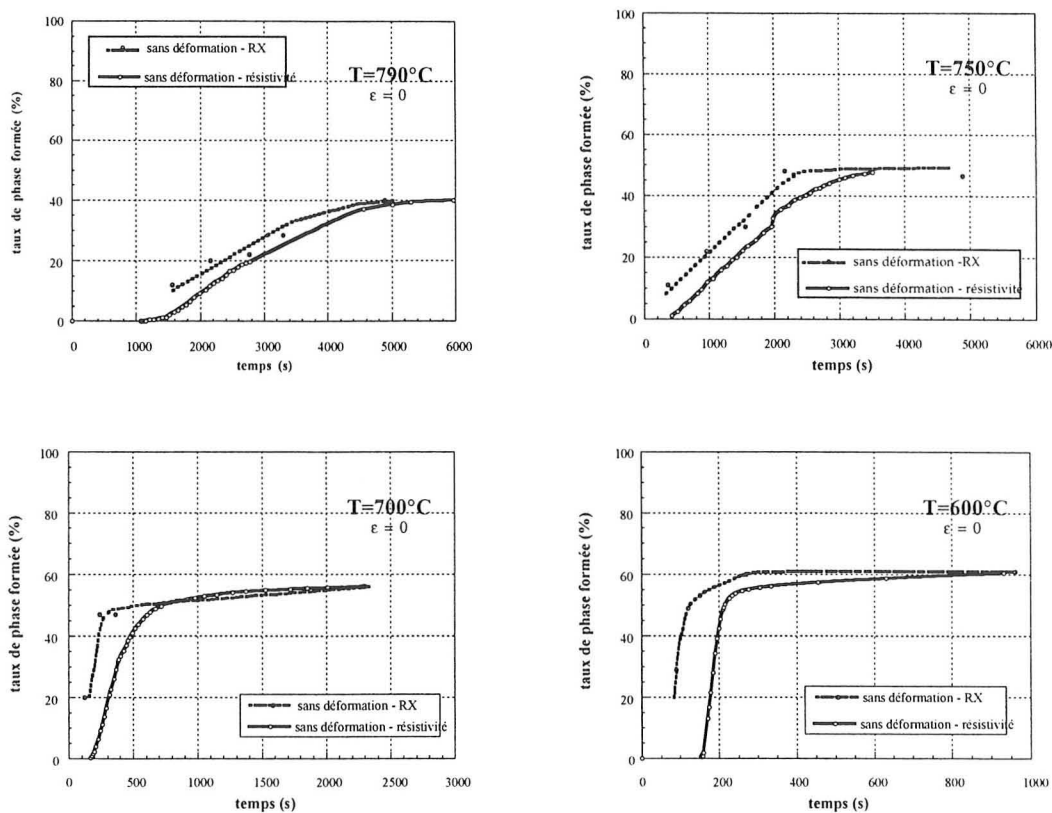 100
80
60
40
20
0
taux de phase formée (%)
sans déformation - RX
sans déformation - résistivité
T=790°C
ε = 0
0 1000 2000 3000 4000 5000 6000
temps (s)
100
80
60
40
20
0
taux de phase formée (%)
T=750°C
ε = 0
sans déformation -RX
sans déformation - résistivité
0 1000 2000 3000 4000 5000 6000
temps (s)
100
80
60
40
20
0
taux de phase formée (%)
T=700°C
ε = 0
sans déformation - RX
sans déformation - résistivité
0 500 1000 1500 2000 2500 3000
temps (s)
100
80
60
40
20
0
taux de phase formée (%)
T=600°C
ε = 0
sans déformation - RX
sans déformation - résistivité
0 200 400 600 800 1000
temps (s)